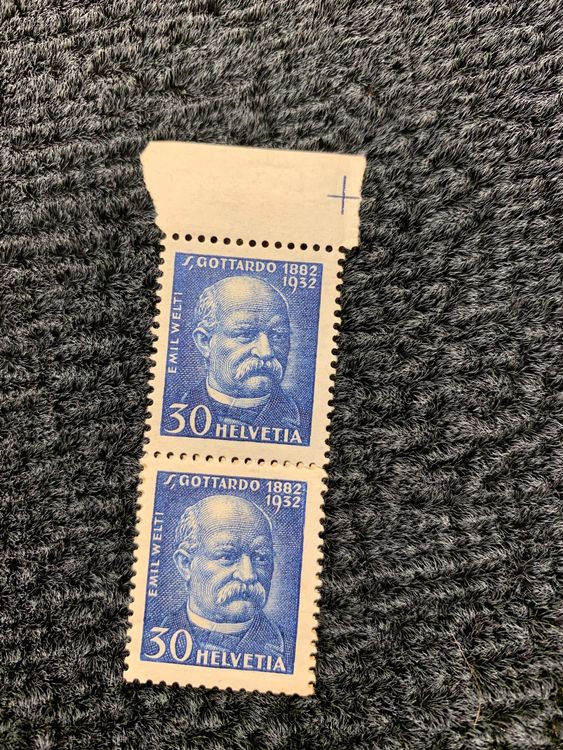 S. GOTTARDO 1882
1932
EMIL WELTI
30 HELVETIA
S. GOTTARDO 1882
1932
EMIL WELTI
30 HELVETIA